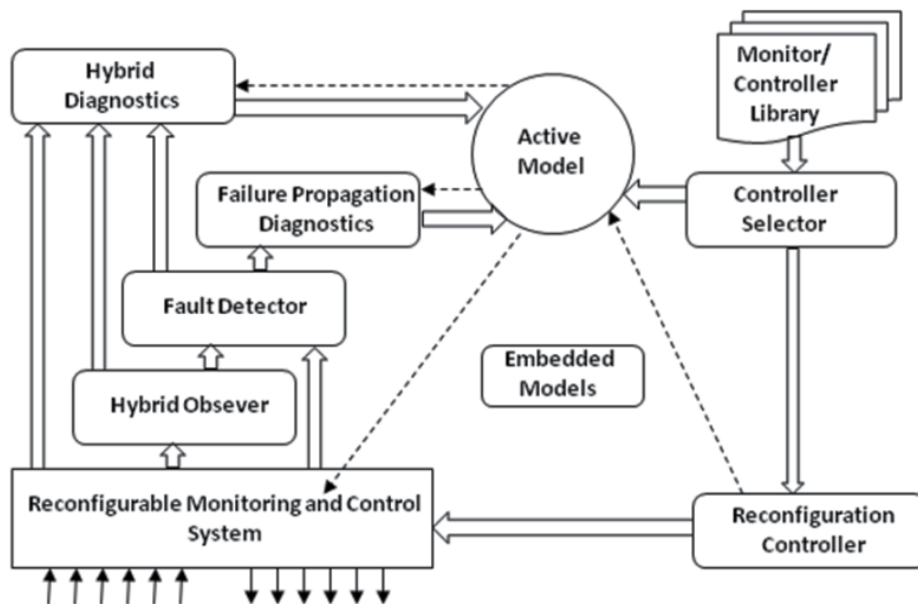 Hybrid
Diagnostics
Monitor/
Controller
Library
Active
Model
Failure Propagation
Diagnostics
Controller
Selector
Fault Detector
Embedded
Models
Hybrid Obsever
Reconfigurable Monitoring and Control
System
Reconfiguration
Controller